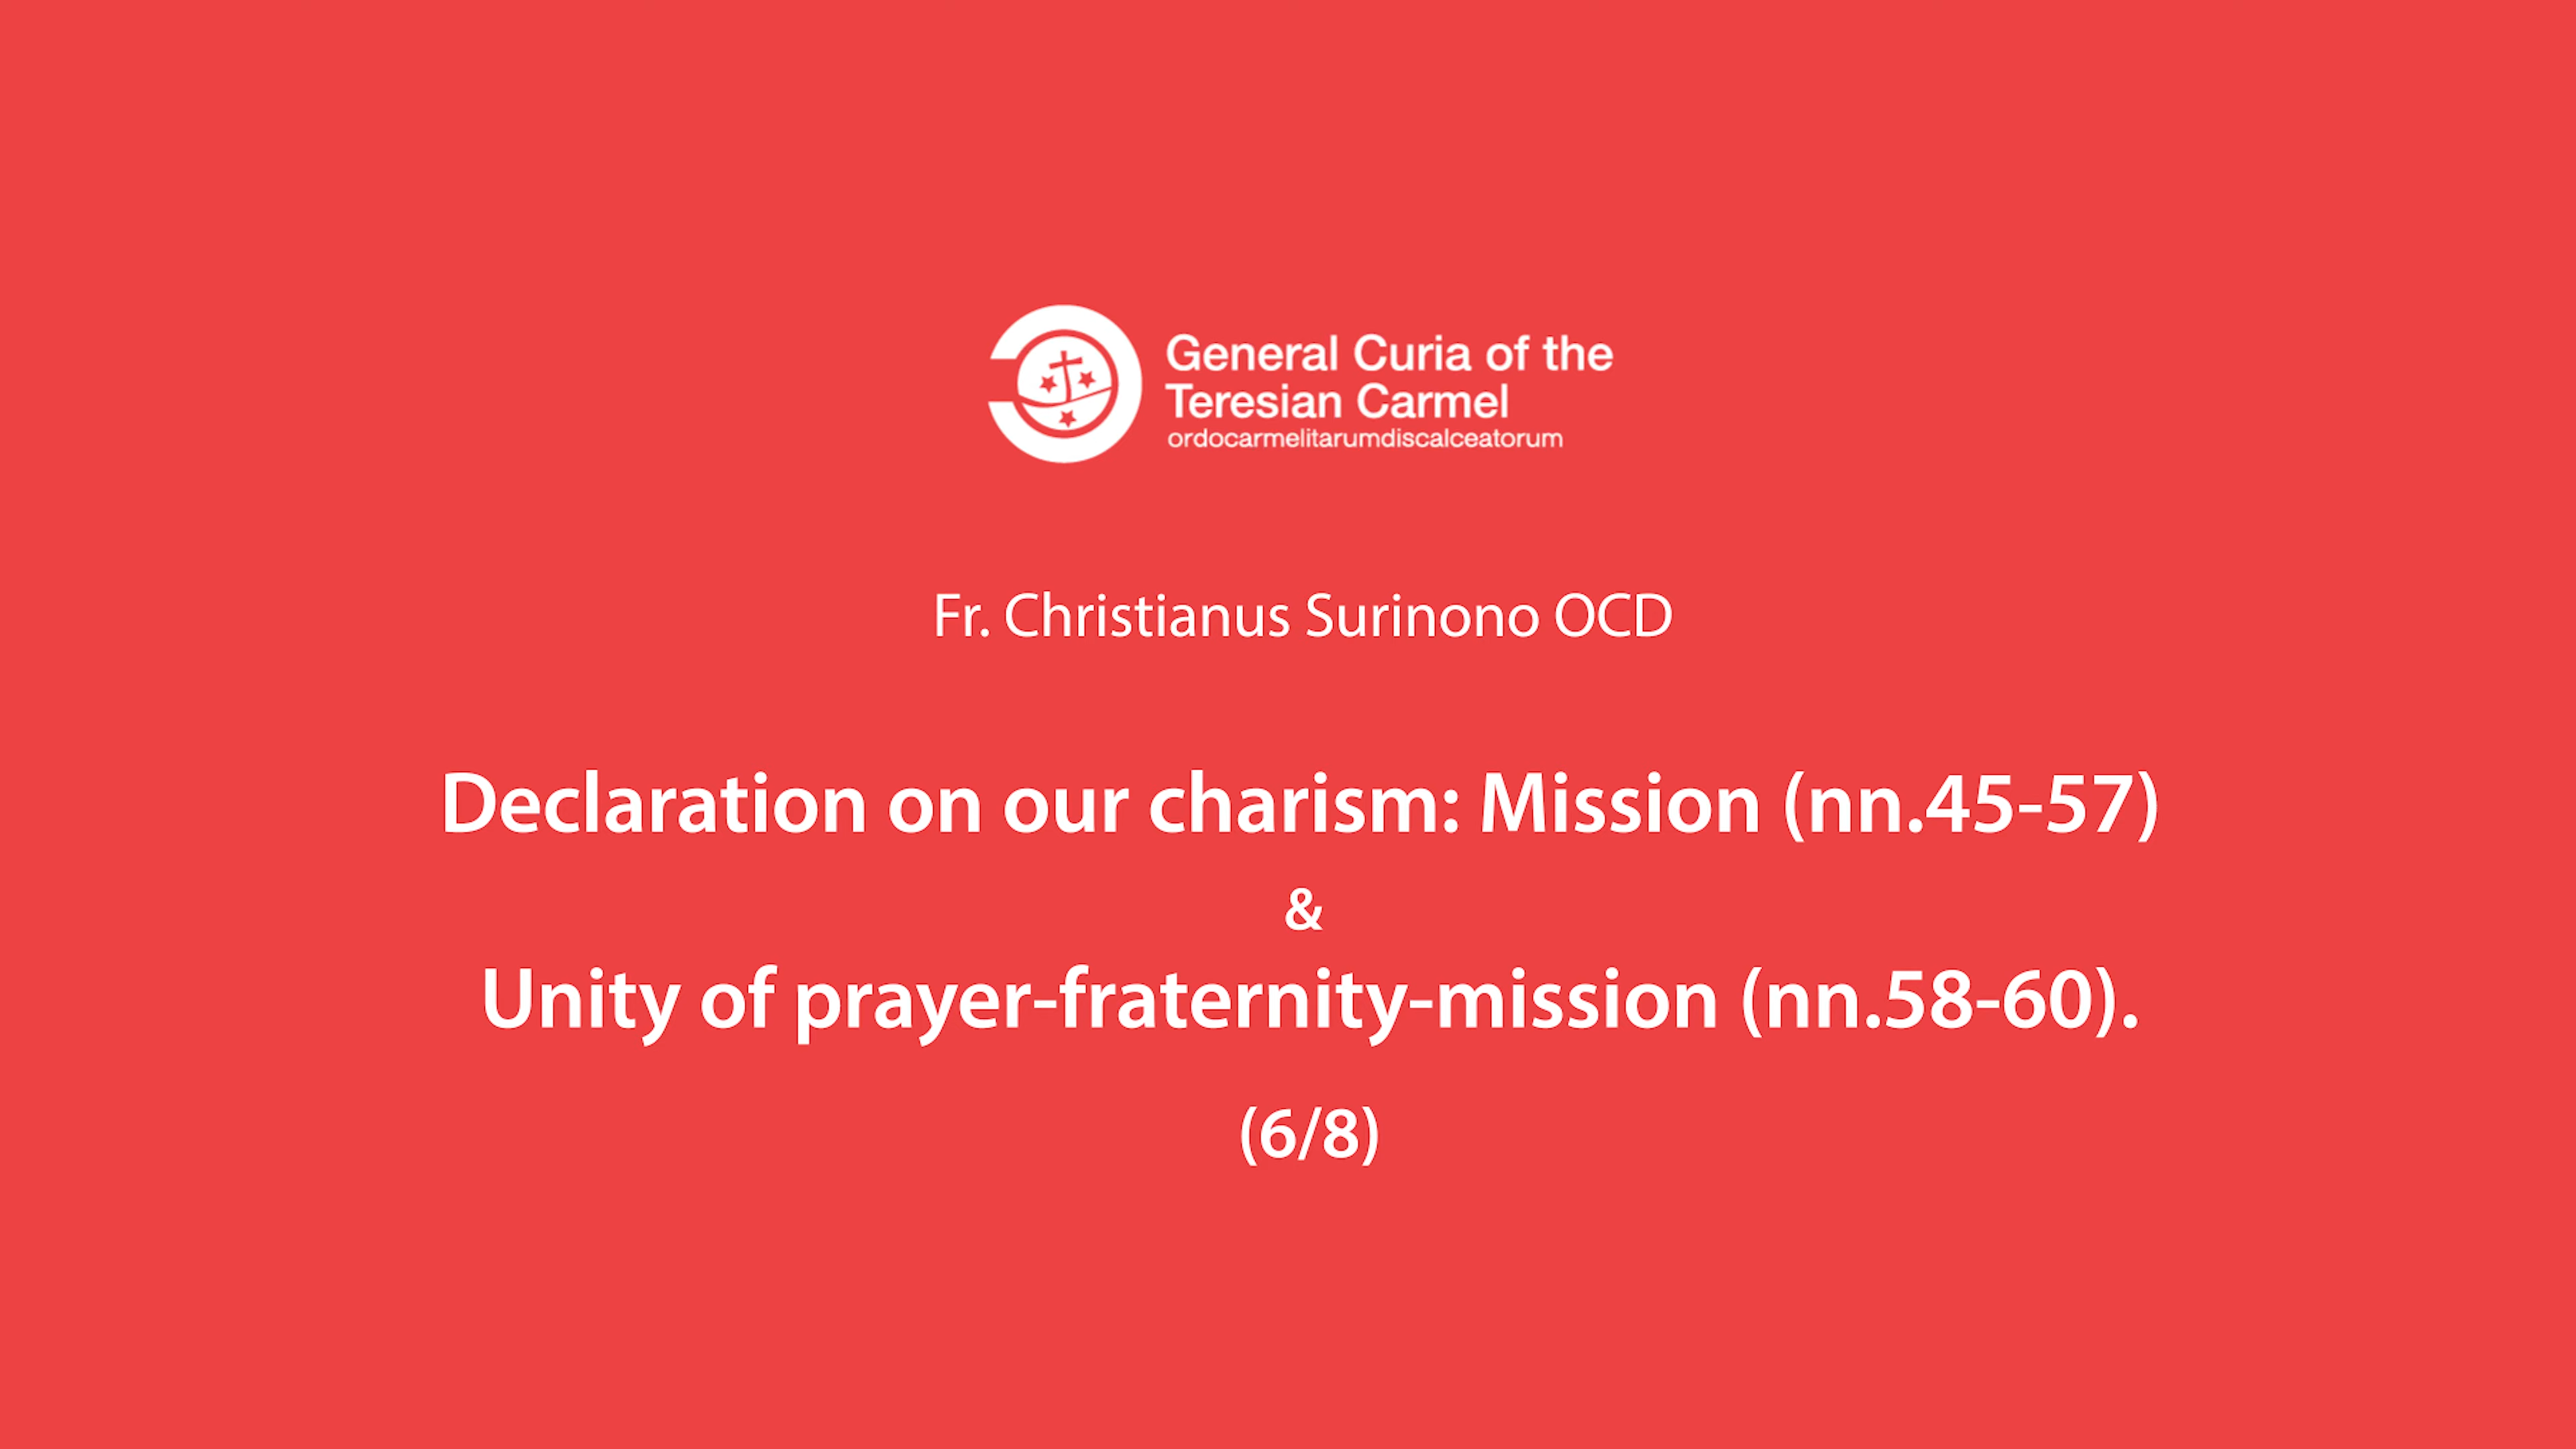 General Curia of the
Teresian Carmel
ordocarmelitarumdiscalceatorum
Fr. Christianus Surinono OCD
Declaration on our charism: Mission (nn.45-57)
&
Unity of prayer-fraternity-mission (nn.58-60).
(6/8)